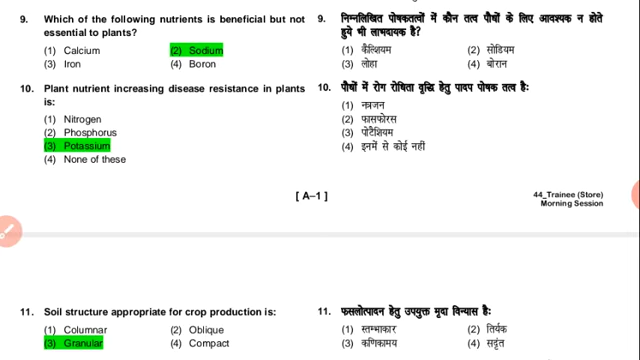 9. Which of the following nutrients is beneficial but not essential to plants?
(1) Calcium (2) Sodium
(3) Iron (4) Boron
10. Plant nutrient increasing disease resistance in plants is:
(1) Nitrogen
(2) Phosphorus
(3) Potassium
(4) None of these
9. निम्नलिखित पोषकतत्वों में कौन तत्व पौधों के लिए आवश्यक न होते हुये भी लाभदायक है?
(1) कैल्शियम (2) सोडियम
(3) लोहा (4) बोरान
10. पौधों में रोग रोधिता वृद्धि हेतु पादप पोषक तत्व है:
(1) नत्रजन
(2) फासफोरस
(3) पोटैशियम
(4) इनमें से कोई नहीं
[ A–1 ]
44_Trainee (Store)
Morning Session
11. Soil structure appropriate for crop production is:
(1) Columnar (2) Oblique
(3) Granular (4) Compact
11. फसलोत्पादन हेतु उपयुक्त मृदा विन्यास है:
(1) स्तम्भाकार (2) तिर्यक
(3) कणिकामय (4) सदृंत